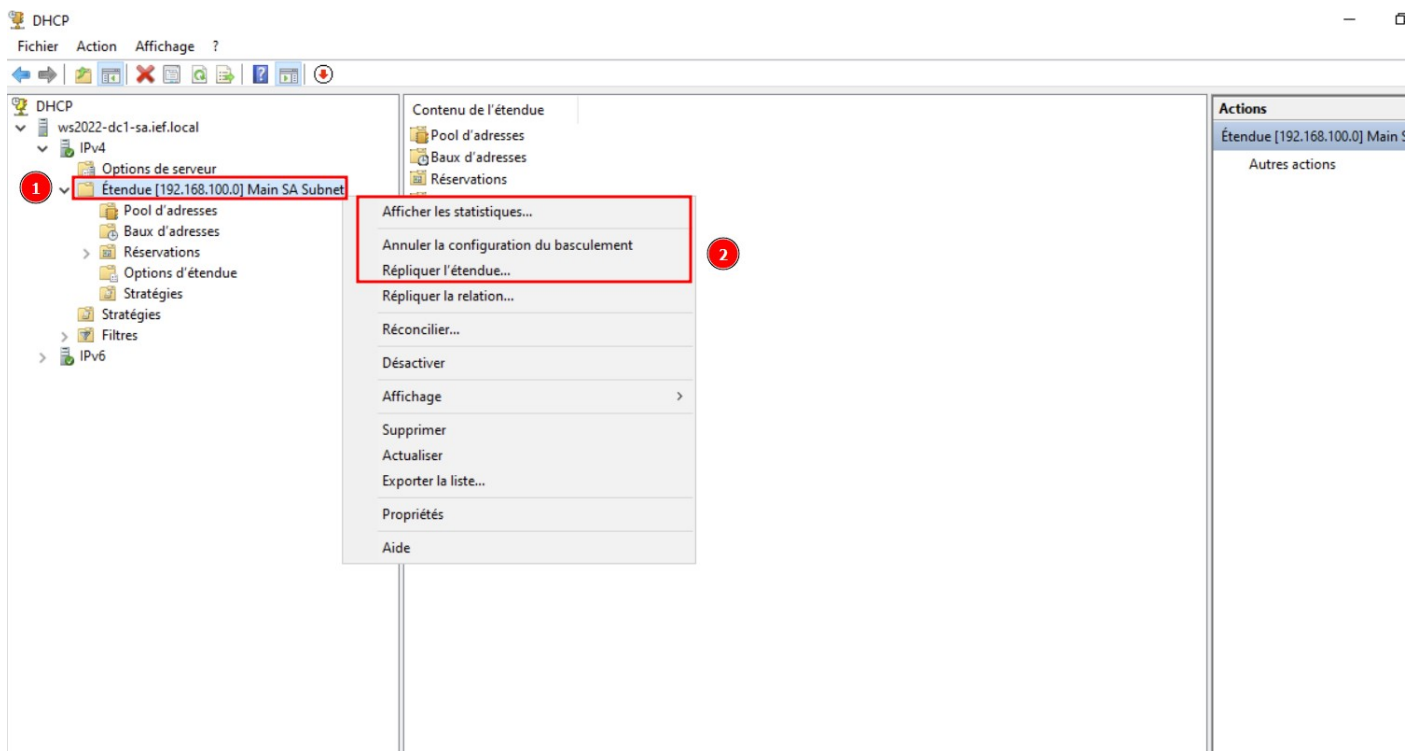 DHCP
Fichier Action Affichage ?
DHCP
ws2022-dc1-sa.ief.local
IPv4
Options de serveur
1
Étendue [192.168.100.0] Main SA Subnet
Pool d'adresses
Baux d'adresses
Réservations
Options d'étendue
Stratégies
Stratégies
Filtres
IPv6
Contenu de l'étendue
Pool d'adresses
Baux d'adresses
Réservations
Afficher les statistiques...
Annuler la configuration du basculement
Répliquer l'étendue...
2
Répliquer la relation...
Réconcilier...
Désactiver
Affichage
Supprimer
Actualiser
Exporter la liste...
Propriétés
Aide
Actions
Étendue [192.168.100.0] Main S
Autres actions